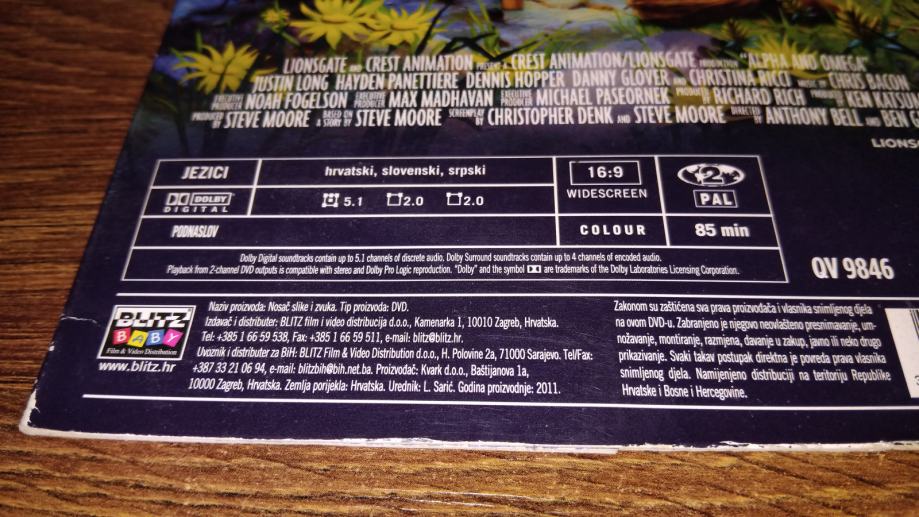 LIONSGATE AND CREST ANIMATION PRESENT A CREST ANIMATION/LIONSGATE PRODUCTION "ALPHA AND OMEGA"
JUSTIN LONG HAYDEN PANETTIERE DENNIS HOPPER DANNY GLOVER AND CHRISTINA RICCI CHRIS BACON
EXECUTIVE PRODUCER NOAH FOGELSON EXECUTIVE PRODUCER MAX MADHAVAN EXECUTIVE PRODUCER MICHAEL PASEORNEK PRODUCED BY RICHARD RICH PRODUCED BY KEN KATSU
PRODUCED BY STEVE MOORE BASED ON A STORY BY STEVE MOORE SCREENPLAY BY CHRISTOPHER DENK AND STEVE MOORE DIRECTED BY ANTHONY BELL AND BEN
LIONS
JEZICI hrvatski, slovenski, srpski
DOLBY DIGITAL 5.1 2.0 2.0
PODNASLOV
16:9
WIDESCREEN
COLOUR
2
PAL
85 min
Dolby Digital soundtracks contain up to 5.1 channels of discrete audio. Dolby Surround soundtracks contain up to 4 channels of encoded audio.
Playback from 2-channel DVD outputs is compatible with stereo and Dolby Pro Logic reproduction. "Dolby" and the symbol are trademarks of the Dolby Laboratories Licensing Corporation.
QV 9846
BLITZ
BABY
Film & Video Distribution
www.blitz.hr
Naziv proizvoda: Nosač slike i zvuka. Tip proizvoda: DVD.
Izdavač i distributer: BLITZ film i video distribucija d.o.o., Kamenarka 1, 10010 Zagreb, Hrvatska.
Tel: +385 1 66 59 538, Fax: +385 1 66 59 511, e-mail: blitz@blitz.hr.
Uvoznik i distributer za BiH: BLITZ Film & Video Distribution d.o.o., H. Polovine 2a, 71000 Sarajevo. Tel/Fax:
+387 33 21 06 94, e-mail: blitzbih@bih.net.ba. Proizvođač: Kvark d.o.o., Baštijanova 1a,
10000 Zagreb, Hrvatska. Zemlja porijekla: Hrvatska. Urednik: L. Sarić. Godina proizvodnje: 2011.
Zakonom su zaštićena sva prava proizvođača i vlasnika snimljenog djela
na ovom DVD-u. Zabranjeno je njegovo neovlašteno presnimavanje, um-
nožavanje, montiranje, razmjena, davanje u zakup, javno ili neko drugo
prikazivanje. Svaki takav postupak direktna je povreda prava vlasnika
snimljenog djela. Namijenjeno distribuciji na teritoriju Republike
Hrvatske i Bosne i Hercegovine.